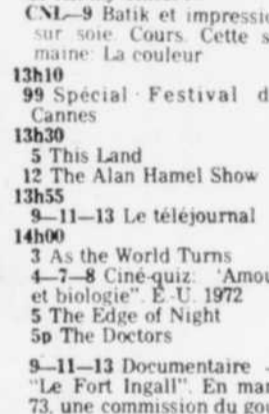 CNL—9 Batik et impressio
sur soie. Cours. Cette s
maine: La couleur
13h10
99 Spécial Festival d
Cannes
13h30
5 This Land
12 The Alan Hamel Show
13h55
9—11—13 Le téléjournal
14h00
3 As the World Turns
4—7—8 Ciné-quiz: 'Amou
et biologie". É.-U. 1972
5 The Edge of Night
5p The Doctors
9—11—13 Documentaire -
"Le Fort Ingall". En mar
73, une commission du gou